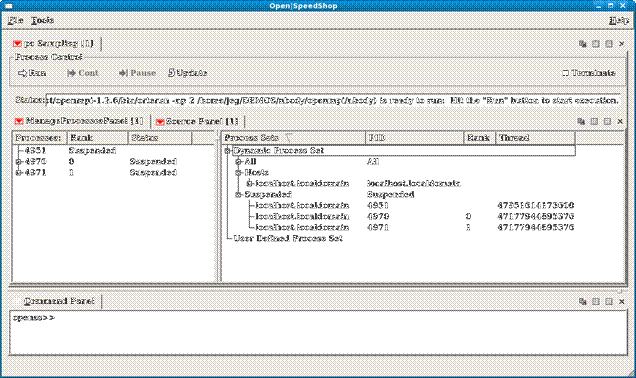 Open|SpeedShop
File Tools Help
pc Sampling [1]
Process Control
Run Cont Pause Update Terminate
Status: /openmpi-1.2.6/bin/orterun -np 2 /home/jeg/DEMOS/nbody/openmpi/nbody) is ready to run: Hit the "Run" button to start execution.
ManageProcessesPanel [1] Source Panel [1]
Processes: Rank Status Process Sets PID Rank Thread
4951 Suspended Dynamic Process Set
4970 0 Suspended All All
4971 1 Suspended Hosts
localhost.localdomain localhost.localdomain
Suspended Suspended
localhost.localdomain 4951
localhost.localdomain 4970 0 47177944595376
localhost.localdomain 4971 1 47177944595376
User Defined Process Set
Command Panel
openss>>